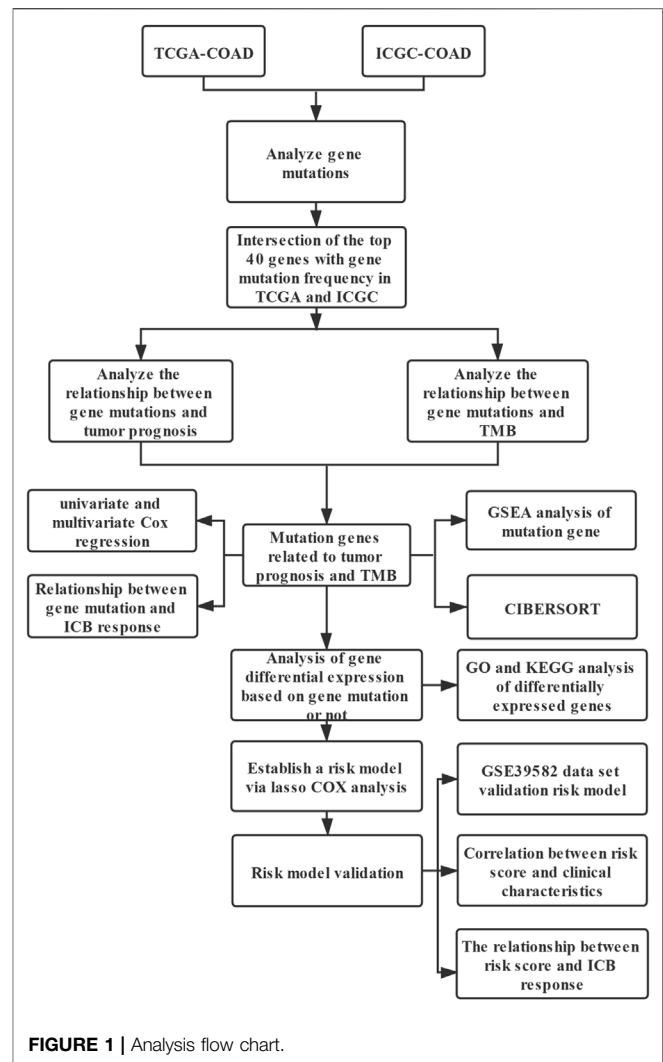 TCGA-COAD
ICGC-COAD
Analyze gene
mutations
Intersection of the top
40 genes with gene
mutation frequency in
TCGA and ICGC
Analyze the
relationship between
gene mutations and
tumor prognosis
Analyze the
relationship between
gene mutations and
TMB
univariate and
multivariate Cox
regression
Relationship between
gene mutation and
ICB response
Mutation genes
related to tumor
prognosis and TMB
GSEA analysis of
mutation gene
CIBERSORT
Analysis of gene
differential expression
based on gene mutation
or not
GO and KEGG analysis
of differentially
expressed genes
Establish a risk model
via lasso COX analysis
Risk model validation
GSE39582 data set
validation risk model
Correlation between risk
score and clinical
characteristics
The relationship between
risk score and ICB
response
FIGURE 1 | Analysis flow chart.